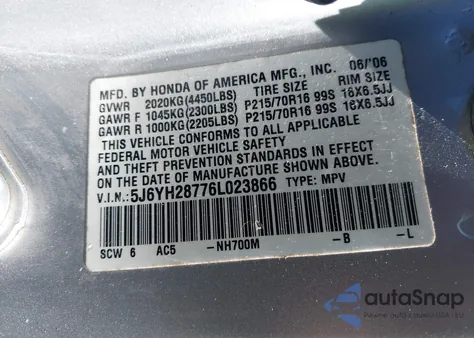 MFD. BY HONDA OF AMERICA MFG., INC. 06/'06
GVWR 2020KG(4450LBS) TIRE SIZE RIM SIZE
GAWR F 1045KG(2300LBS) P215/70R16 99S 16X6.5JJ
GAWR R 1000KG(2205LBS) P215/70R16 99S 16X6.5JJ
THIS VEHICLE CONFORMS TO ALL APPLICABLE
FEDERAL MOTOR VEHICLE SAFETY
AND THEFT PREVENTION STANDARDS IN EFFECT
ON THE DATE OF MANUFACTURE SHOWN ABOVE.
V.I.N.: 5J6YH28776L023866 TYPE: MPV
SCW 6 AC5 -NH700M -B -L
autoSnap